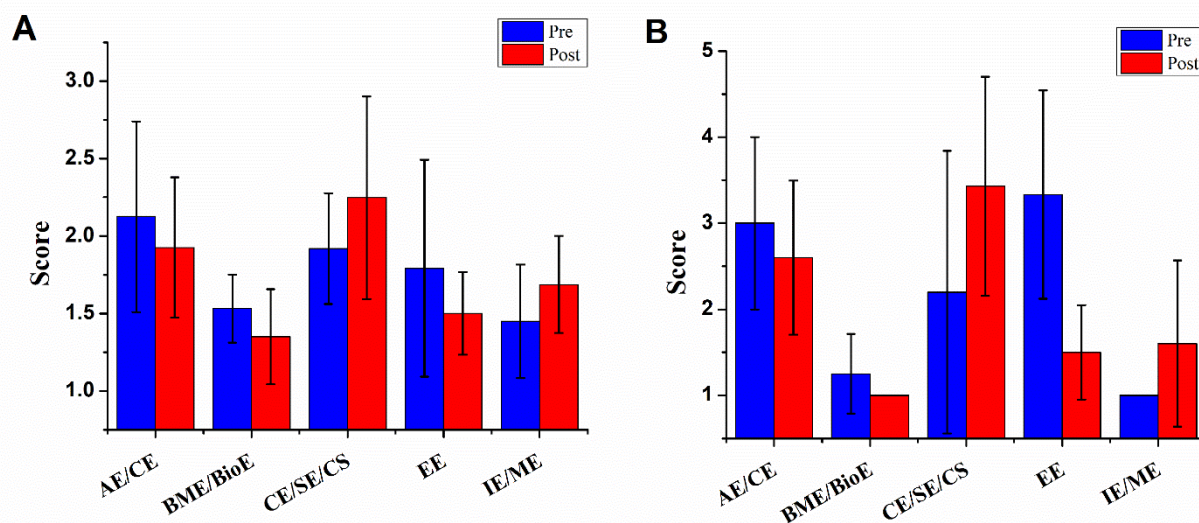 A
Pre
Post
3.0
2.5
2.0
1.5
1.0
Score
AE/CE
BME/BioE
CE/SE/CS
EE
IE/ME
B
Pre
Post
5
4
3
2
1
Score
AE/CE
BME/BioE
CE/SE/CS
EE
IE/ME